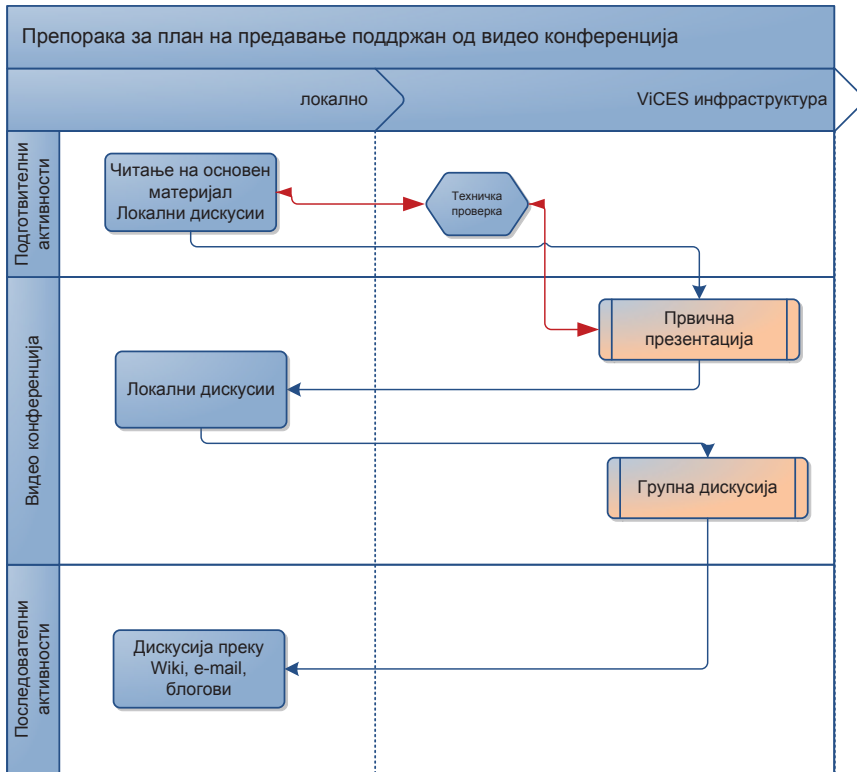 Препорака за план на предавање поддржан од видео конференција
локално
ViCES инфраструктура
Подготвителни
активности
Читање на основен
материјал
Локални дискусии
Техничка
проверка
Видео конференција
Првична
презентација
Локални дискусии
Групна дискусија
Последователни
активности
Дискусија преку
Wiki, e-mail,
блогови